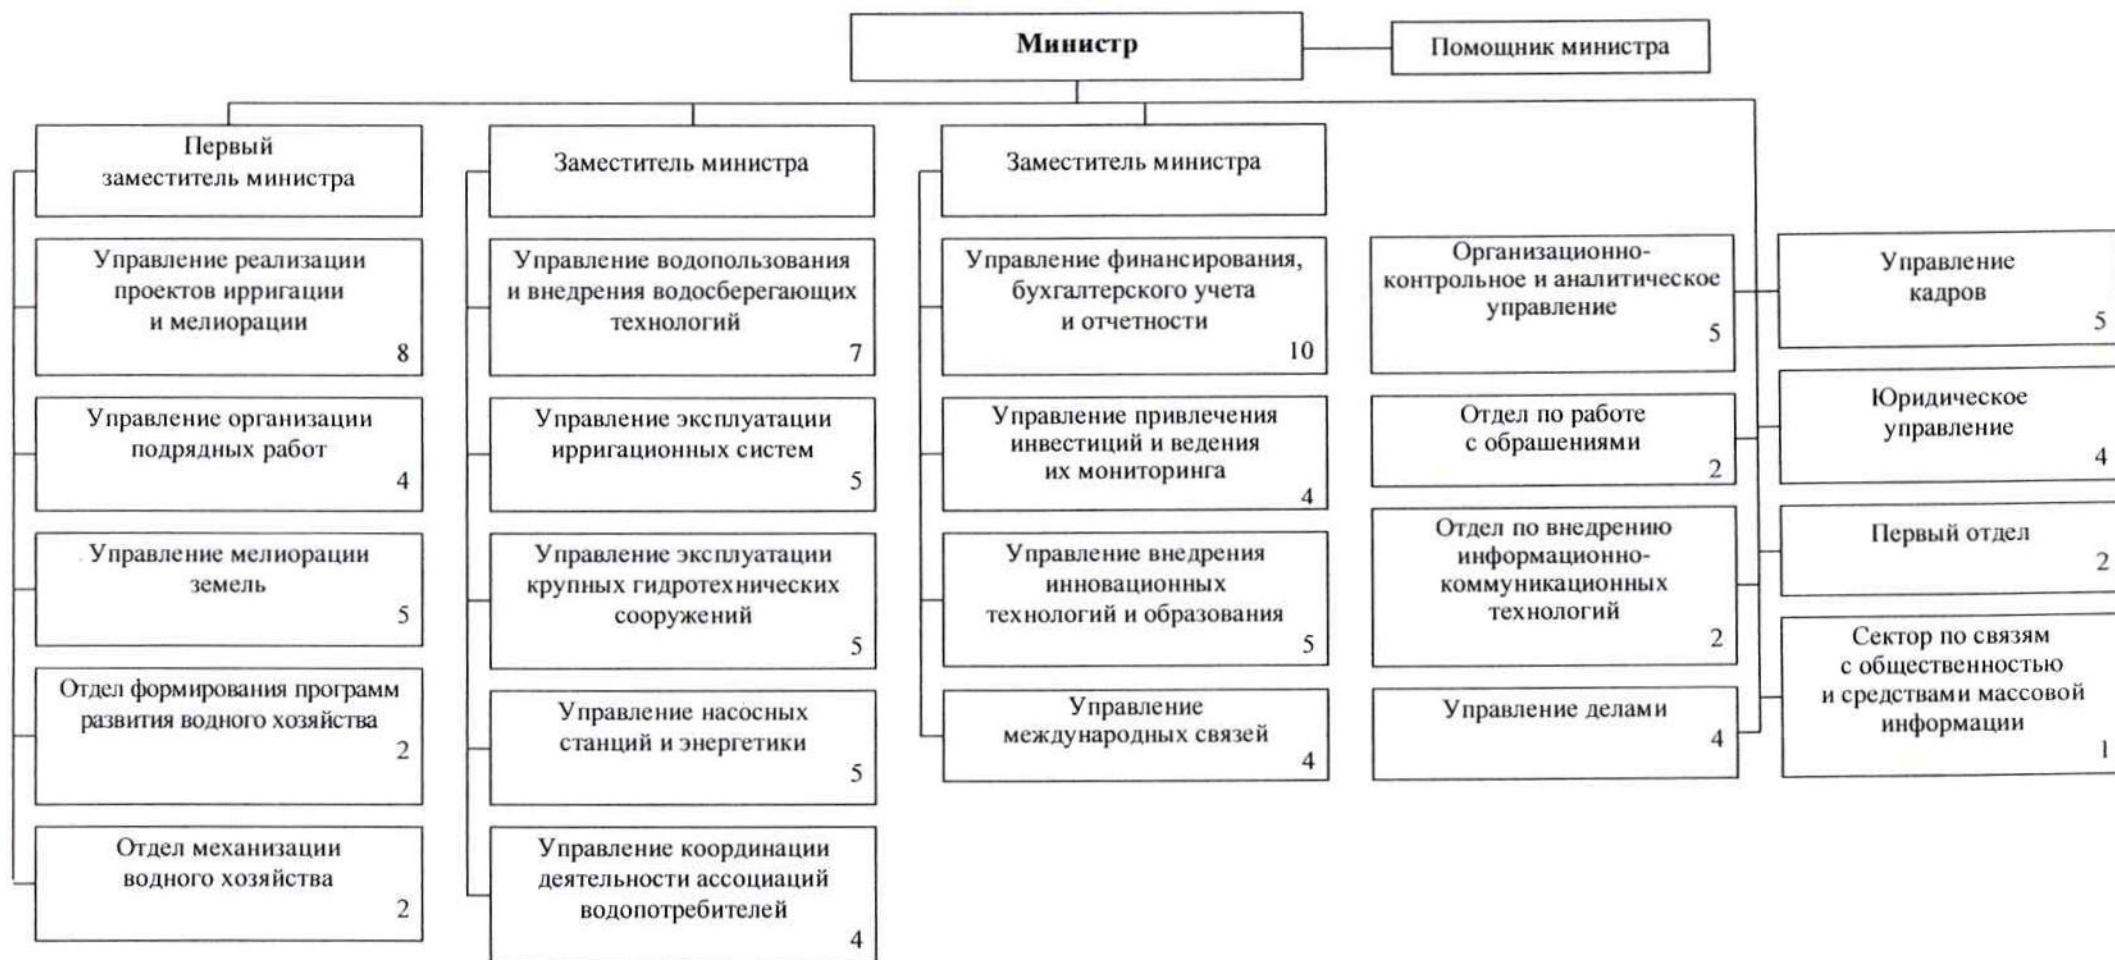 Министр
Помощник министра
Первый
заместитель министра
Управление реализации
проектов ирригации
и мелиорации
8
Управление организации
подрядных работ
4
Управление мелиорации
земель
5
Отдел формирования программ
развития водного хозяйства
2
Отдел механизации
водного хозяйства
2
Заместитель министра
Управление водопользования
и внедрения водосберегающих
технологий
7
Управление эксплуатации
ирригационных систем
5
Управление эксплуатации
крупных гидротехнических
сооружений
5
Управление насосных
станций и энергетики
5
Управление координации
деятельности ассоциаций
водопотребителей
4
Заместитель министра
Управление финансирования,
бухгалтерского учета
и отчетности
10
Управление привлечения
инвестиций и ведения
их мониторинга
4
Управление внедрения
инновационных
технологий и образования
5
Управление
международных связей
4
Организационно-
контрольное и аналитическое
управление
5
Отдел по работе
с обращениями
2
Отдел по внедрению
информационно-
коммуникационных
технологий
2
Управление делами
4
Управление
кадров
5
Юридическое
управление
4
Первый отдел
2
Сектор по связям
с общественностью
и средствами массовой
информации
1